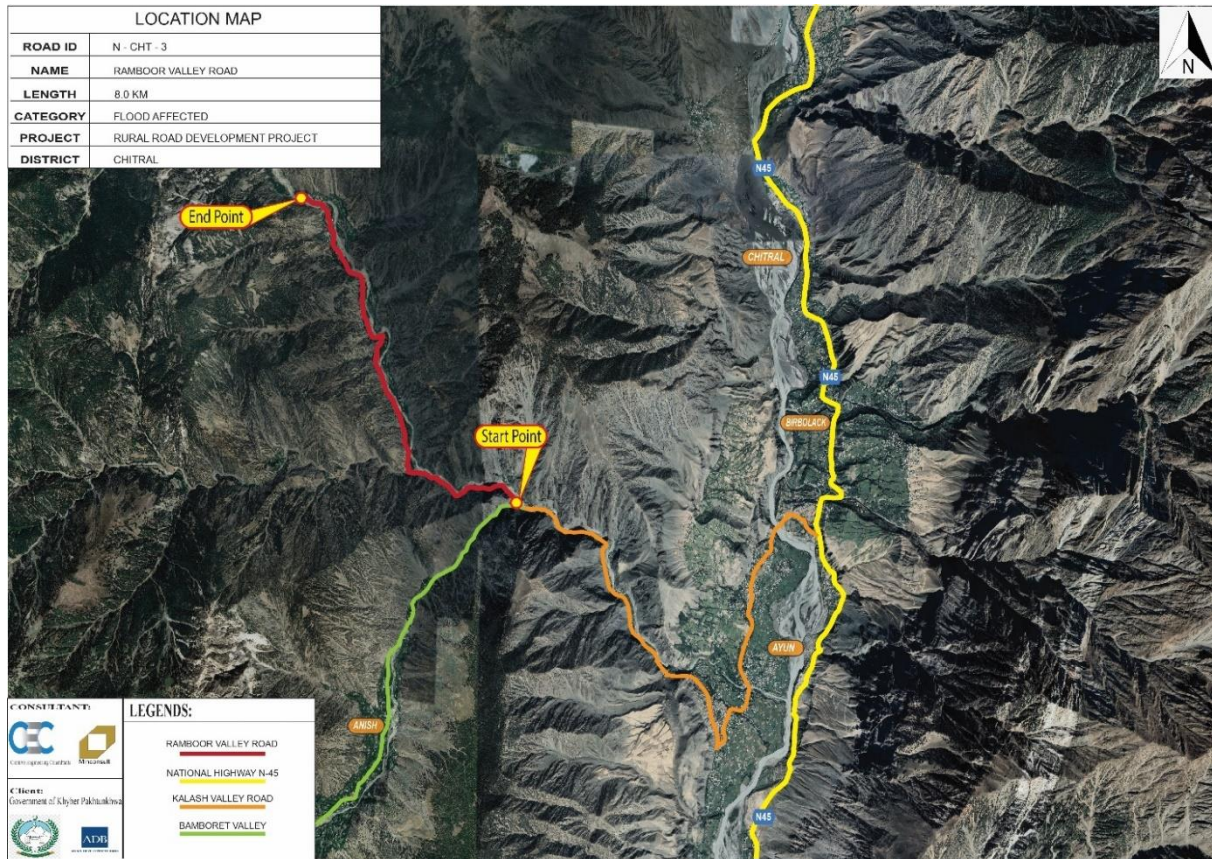 LOCATION MAP
ROAD ID N - CHT - 3
NAME RAMBOOR VALLEY ROAD
LENGTH 8.0 KM
CATEGORY FLOOD AFFECTED
PROJECT RURAL ROAD DEVELOPMENT PROJECT
DISTRICT CHITRAL
N
N45
End Point
CHITRAL
N45
BIRBOLACK
Start Point
AYUN
ANISH
N45
CONSULTANT:
Client:
Government of Khyber Pakhtunkhwa
ADB
LEGENDS:
RAMBOOR VALLEY ROAD
NATIONAL HIGHWAY N-45
KALASH VALLEY ROAD
BAMBORET VALLEY